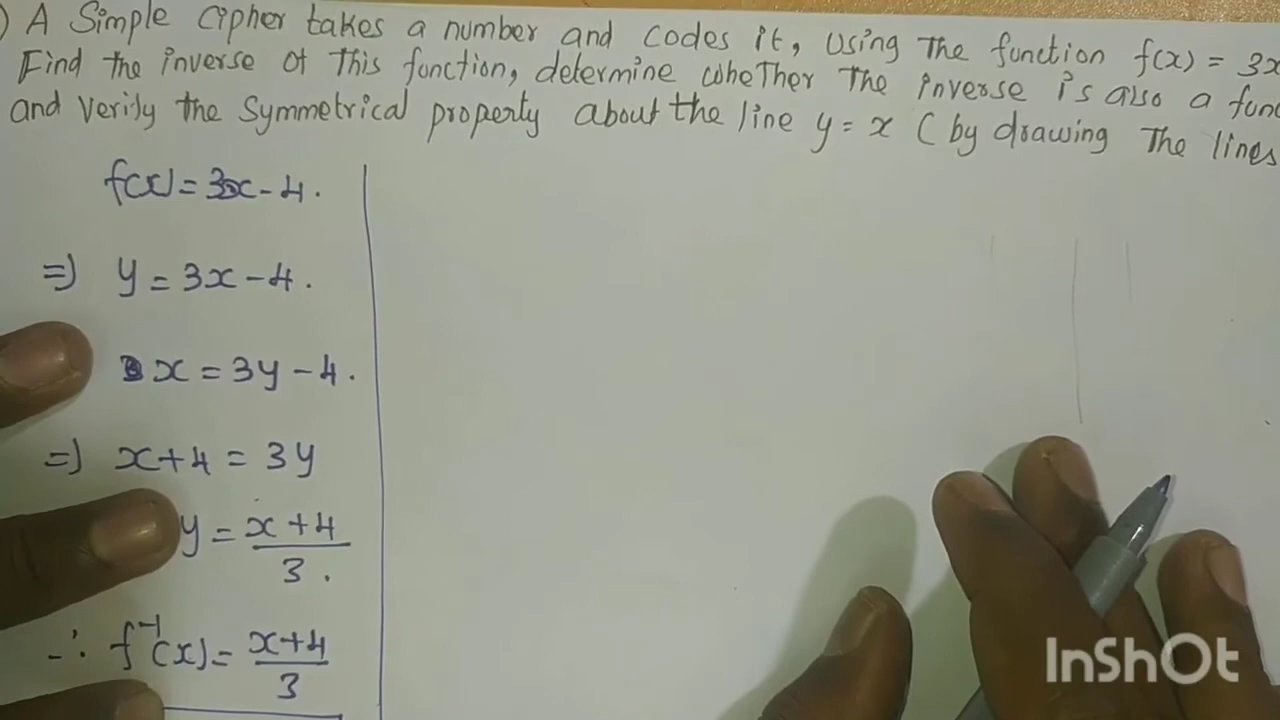 ) A Simple Cipher takes a number and codes it, Using The function f(x) = 3x
Find the inverse of This function, determine wheTher The inverse is also a func
and Verify the Symmetrical property about the line y = x ( by drawing The lines
f(x) = 3x - 4.
=) y = 3x - 4.
x = 3y - 4.
=) x + 4 = 3y
y = x + 4
3.
∴ f⁻¹(x) = x+4
3
InShOt